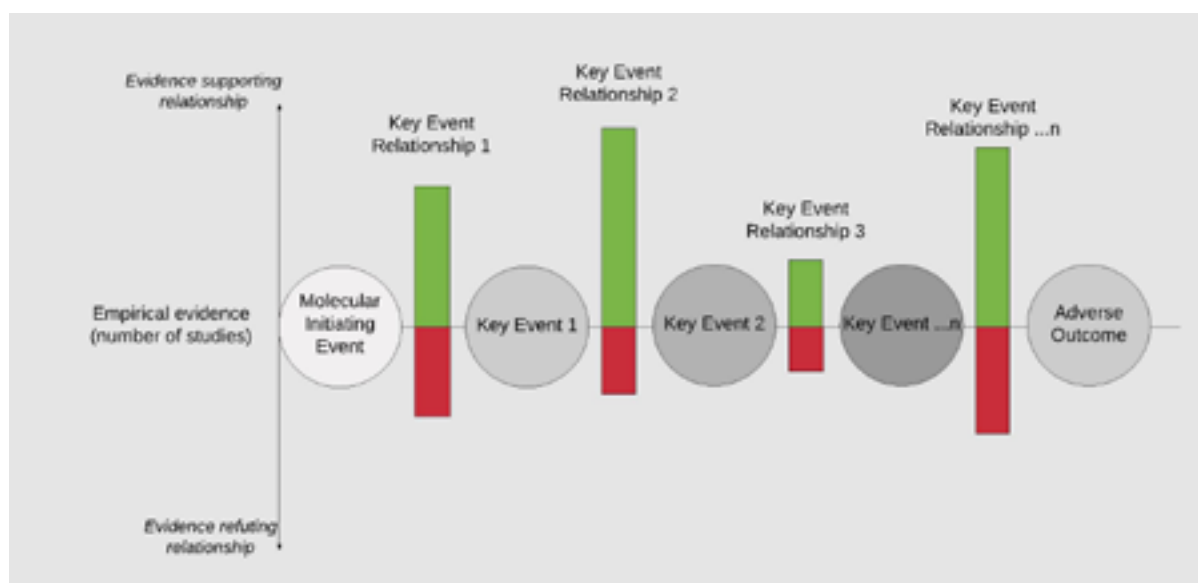 Evidence supporting
relationship
Key Event
Relationship 1
Key Event
Relationship 2
Key Event
Relationship 3
Key Event
Relationship ...n
Empirical evidence
(number of studies)
Molecular
Initiating
Event
Key Event 1
Key Event 2
Key Event ...n
Adverse
Outcome
Evidence refuting
relationship